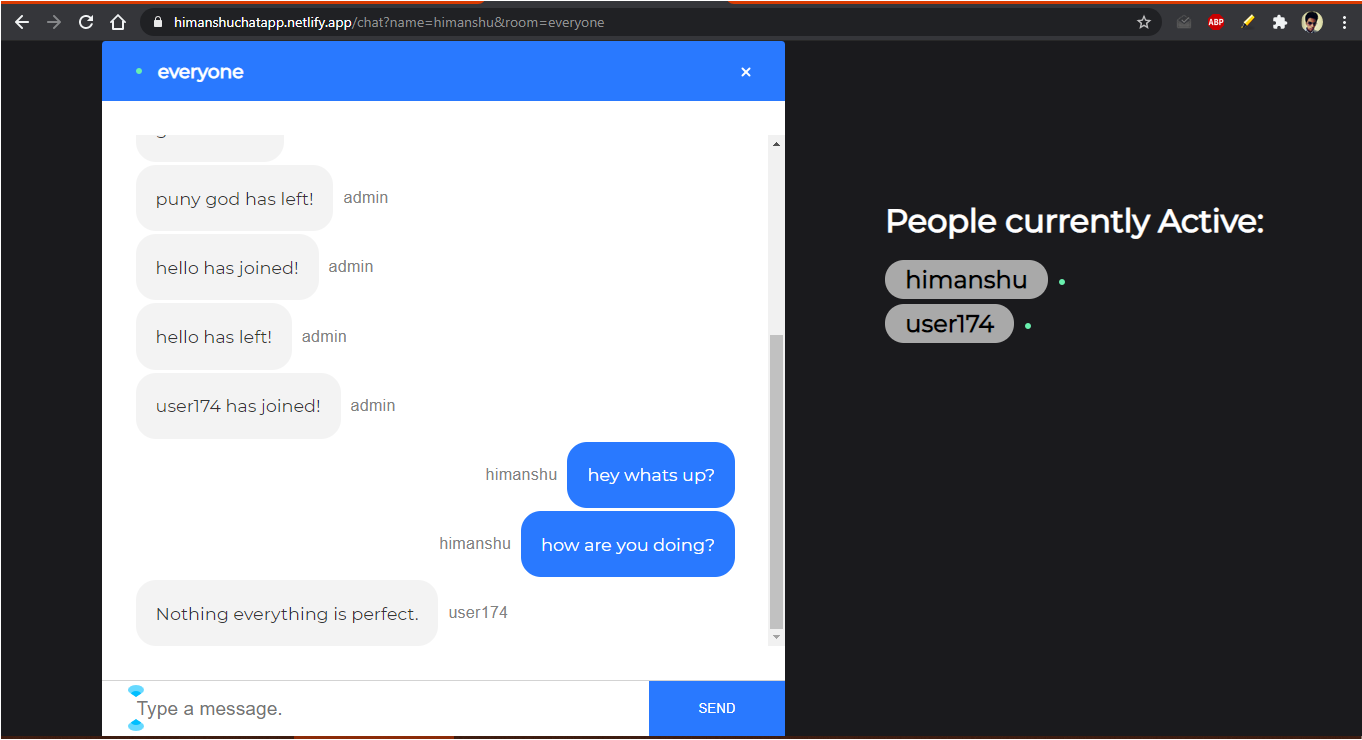 himanshuchatapp.netlify.app/chat?name=himanshu&room=everyone
ABP
everyone
×
puny god has left! admin
hello has joined! admin
hello has left! admin
user174 has joined! admin
himanshu hey whats up?
himanshu how are you doing?
Nothing everything is perfect. user174
Type a message.
SEND
People currently Active:
himanshu
user174